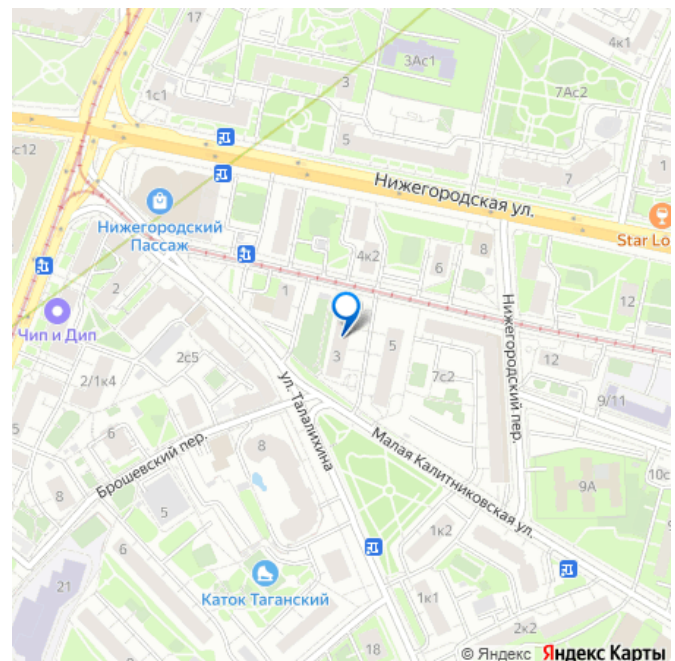 17
4к1
3Ас1
3
7Ас2
1с1
5
с12
7
1
Нижегородская ул.
Нижегородский
Пассаж
Star Lo
8
4к2
6
2
1
12
Чип и Дип
3
5
Нижегородский пер.
2с5
7с2
12
2/1к4
9/11
ул. Талалихина
5
6
8
Малая Калитниковская ул.
Брошевский пер.
10с
8
9А
5
1к2
6
21
Каток Таганский
1к1
2к2
18
© Яндекс Яндекс Карты